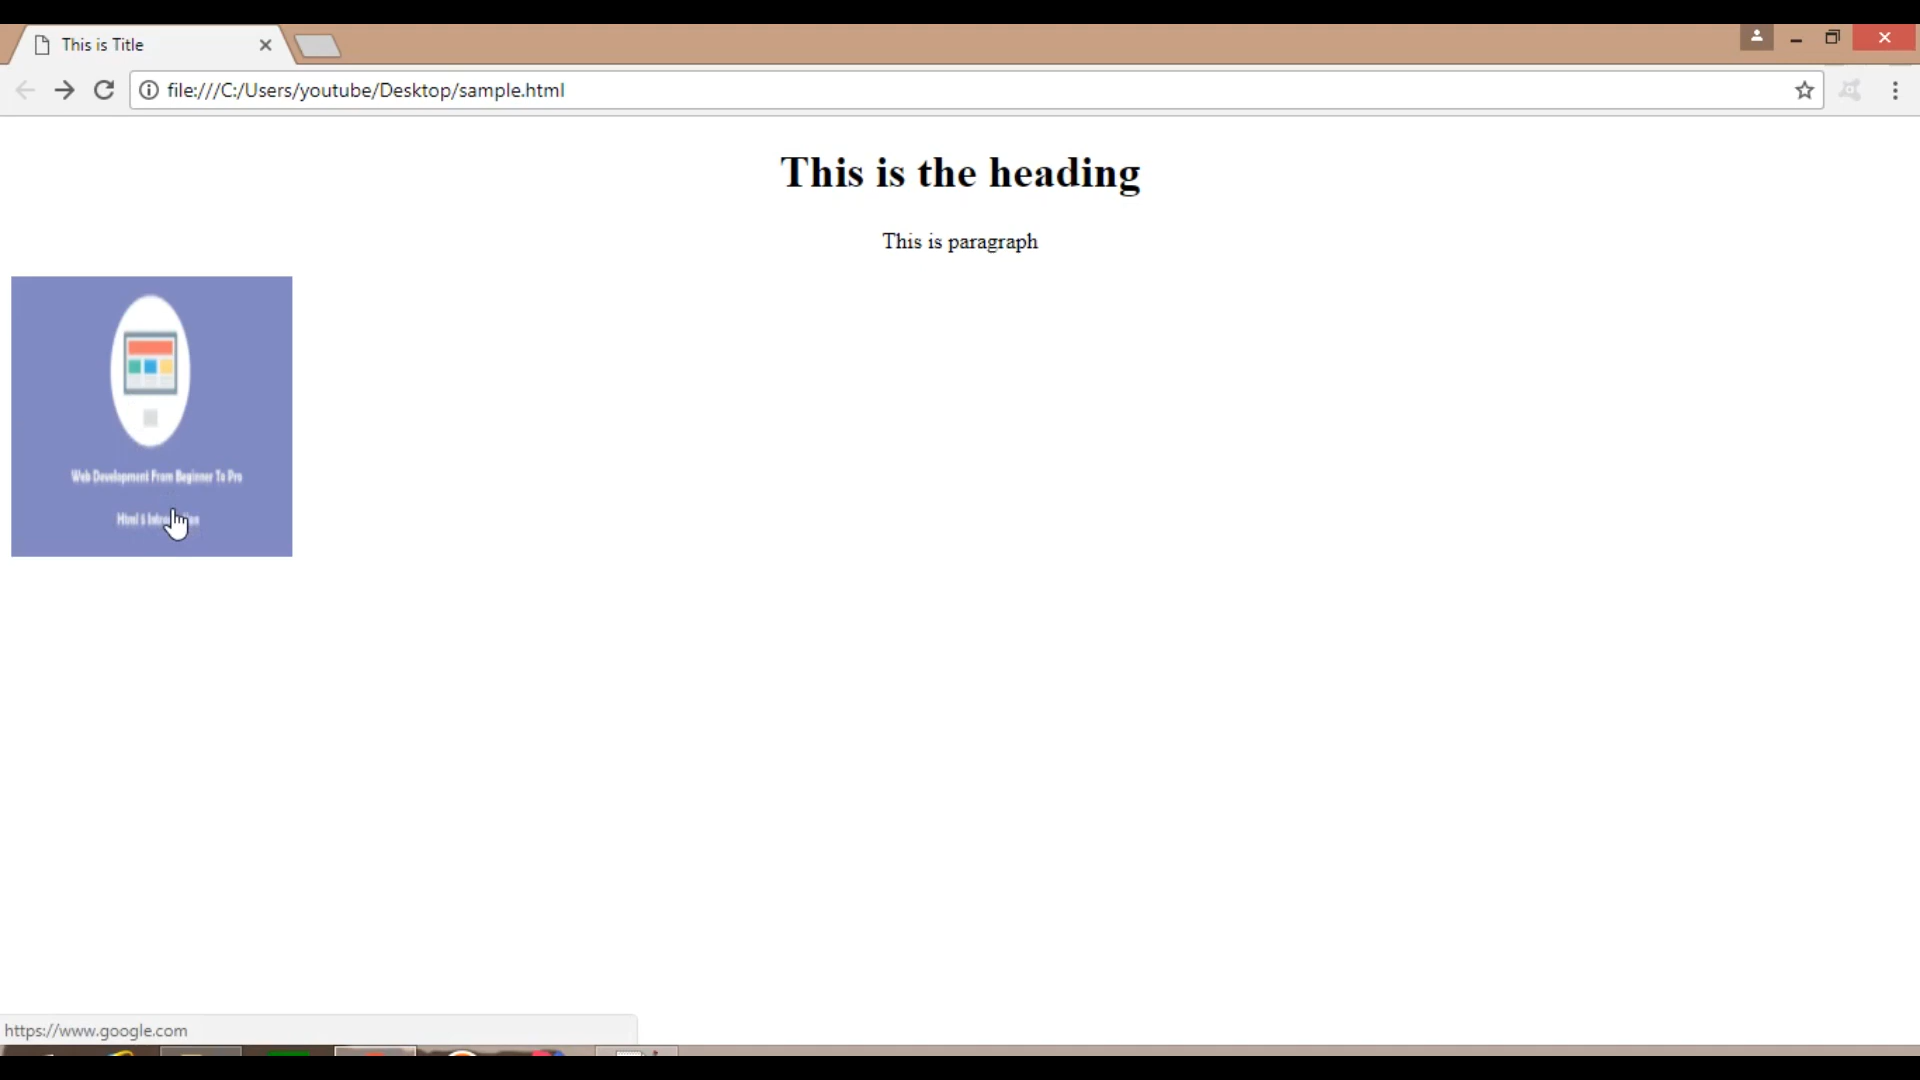 This is Title
file:///C:/Users/youtube/Desktop/sample.html
This is the heading
This is paragraph
Web Development From Beginner To Pro
Html
https://www.google.com